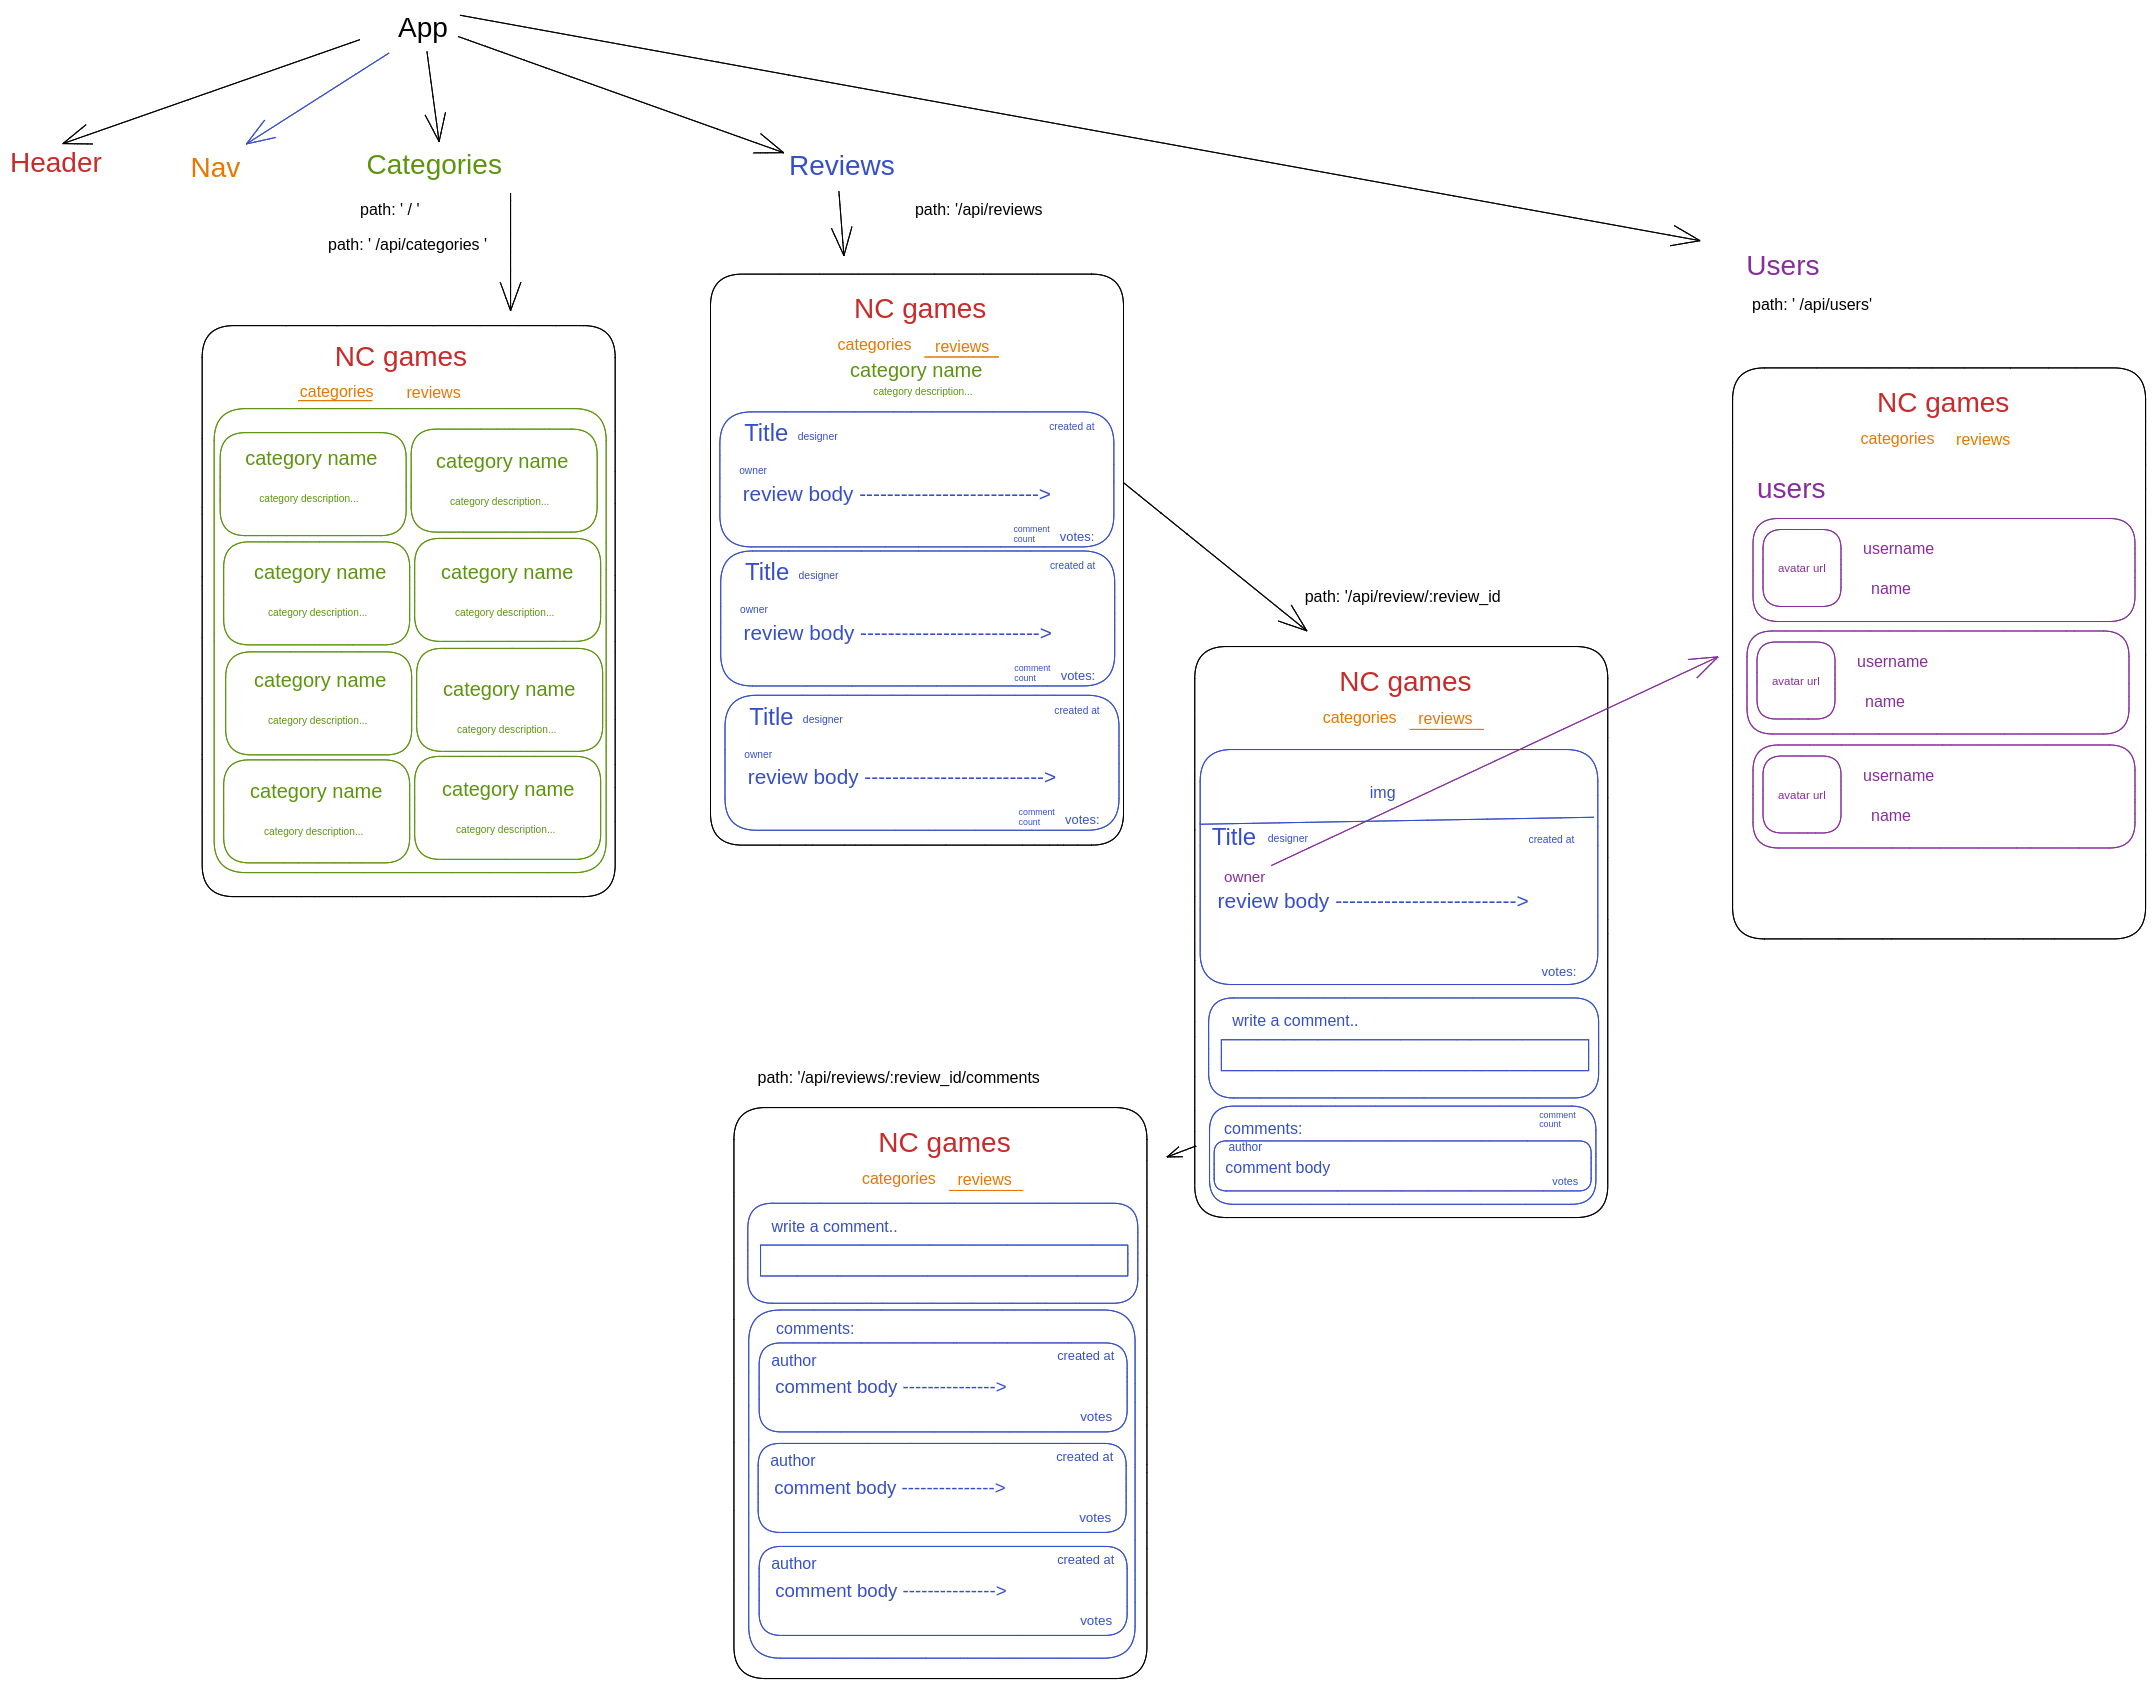 App
Header
Nav
Categories
Reviews
path: ' / '
path: ' /api/categories '
path: '/api/reviews
Users
path: ' /api/users'
NC games
categories reviews
category name
category description...
category name
category description...
category name
category description...
category name
category description...
category name
category description...
category name
category description...
category name
category description...
category name
category description...
NC games
categories reviews
category name
category description...
Title designer created at
owner
review body -------------------------->
comment
count votes:
Title designer created at
owner
review body -------------------------->
comment
count votes:
Title designer created at
owner
review body -------------------------->
comment
count votes:
path: '/api/review/:review_id
NC games
categories reviews
img
Title designer created at
owner
review body -------------------------->
votes:
write a comment..
comments:
comment
count
author
comment body
votes
NC games
categories reviews
users
avatar url
username
name
avatar url
username
name
avatar url
username
name
path: '/api/reviews/:review_id/comments
NC games
categories reviews
write a comment..
comments:
author created at
comment body --------------->
votes
author created at
comment body --------------->
votes
author created at
comment body --------------->
votes